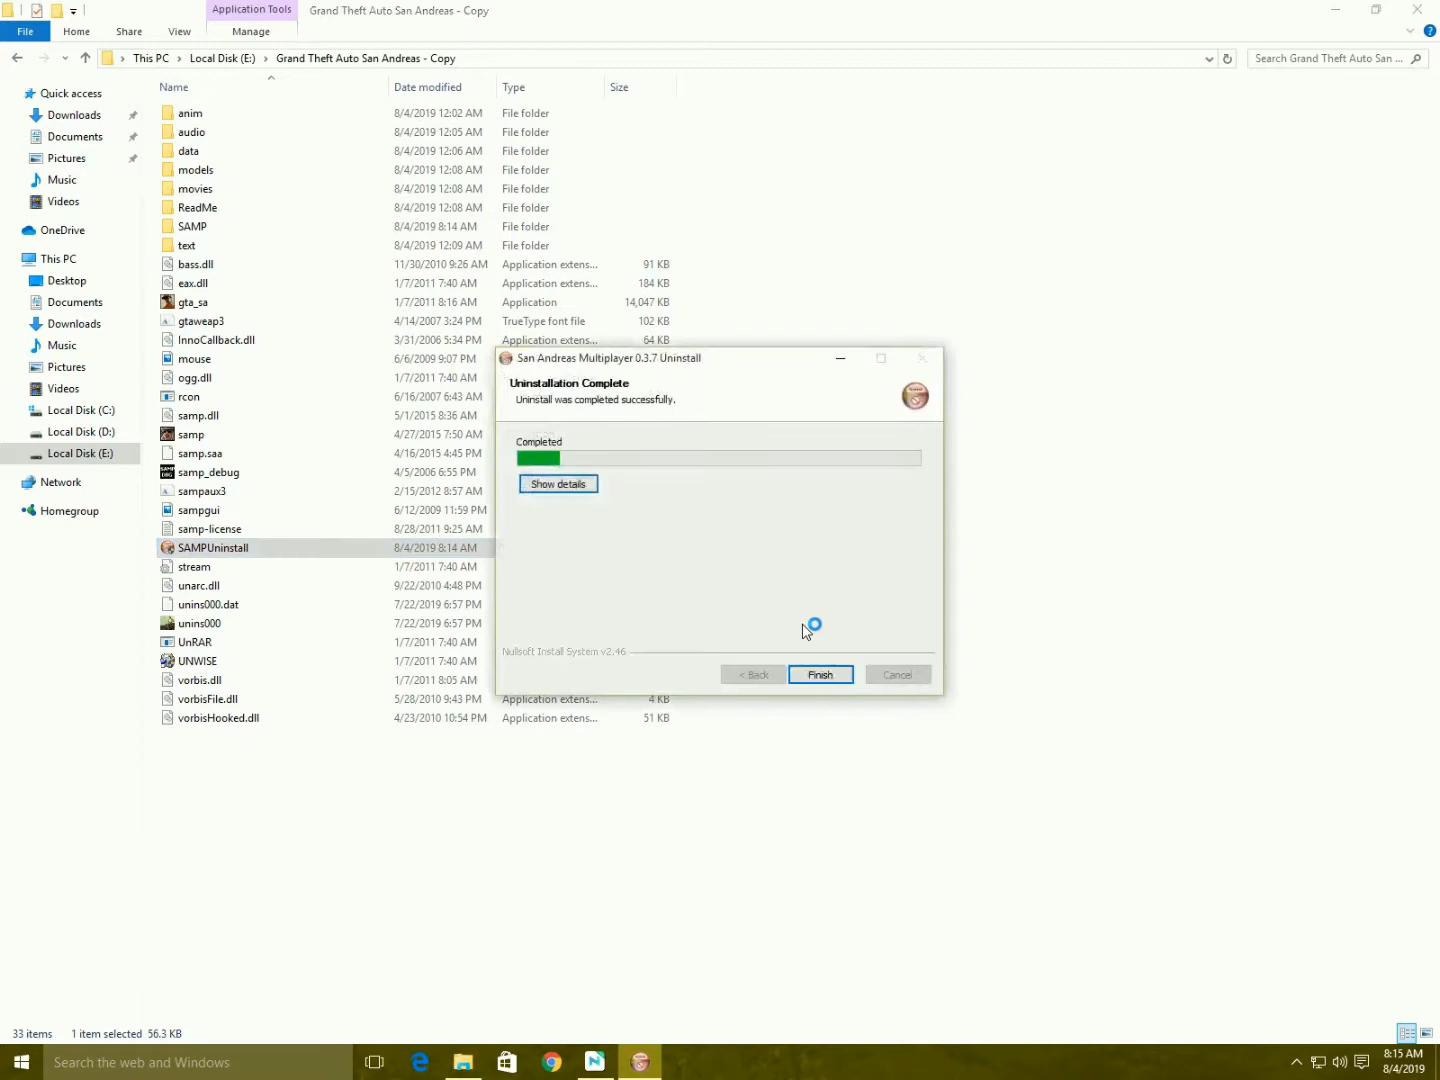 Application Tools
Grand Theft Auto San Andreas - Copy
File
Home
Share
View
Manage
This PC
Local Disk (E:)
Grand Theft Auto San Andreas - Copy
Search Grand Theft Auto San ...
Name
Date modified
Type
Size
Quick access
Downloads
Documents
Pictures
Music
Videos
OneDrive
This PC
Desktop
Documents
Downloads
Music
Pictures
Videos
Local Disk (C:)
Local Disk (D:)
Local Disk (E:)
Network
Homegroup
anim 8/4/2019 12:02 AM File folder
audio 8/4/2019 12:05 AM File folder
data 8/4/2019 12:06 AM File folder
models 8/4/2019 12:08 AM File folder
movies 8/4/2019 12:08 AM File folder
ReadMe 8/4/2019 12:08 AM File folder
SAMP 8/4/2019 8:14 AM File folder
text 8/4/2019 12:09 AM File folder
bass.dll 11/30/2010 9:26 AM Application extens... 91 KB
eax.dll 1/7/2011 7:40 AM Application extens... 184 KB
gta_sa 1/7/2011 8:16 AM Application 14,047 KB
gtaweap3 4/14/2007 3:24 PM TrueType font file 102 KB
InnoCallback.dll 3/31/2006 5:34 PM Application extens... 64 KB
mouse 6/6/2009 9:07 PM
ogg.dll 1/7/2011 7:40 AM
rcon 6/16/2007 6:43 AM
samp.dll 5/1/2015 8:36 AM
samp 4/27/2015 7:50 AM
samp.saa 4/16/2015 4:45 PM
samp_debug 4/5/2006 6:55 PM
sampaux3 2/15/2012 8:57 AM
sampgui 6/12/2009 11:59 PM
samp-license 8/28/2011 9:25 AM
SAMPUninstall 8/4/2019 8:14 AM
stream 1/7/2011 7:40 AM
unarc.dll 9/22/2010 4:48 PM
unins000.dat 7/22/2019 6:57 PM
unins000 7/22/2019 6:57 PM
UnRAR 1/7/2011 7:40 AM
UNWISE 1/7/2011 7:40 AM
vorbis.dll 1/7/2011 8:05 AM
vorbisFile.dll 5/28/2010 9:43 PM Application extens... 4 KB
vorbisHooked.dll 4/23/2010 10:54 PM Application extens... 51 KB
San Andreas Multiplayer 0.3.7 Uninstall
Uninstallation Complete
Uninstall was completed successfully.
Completed
Show details
Nullsoft Install System v2.46
< Back
Finish
Cancel
33 items
1 item selected 56.3 KB
Search the web and Windows
8:15 AM
8/4/2019